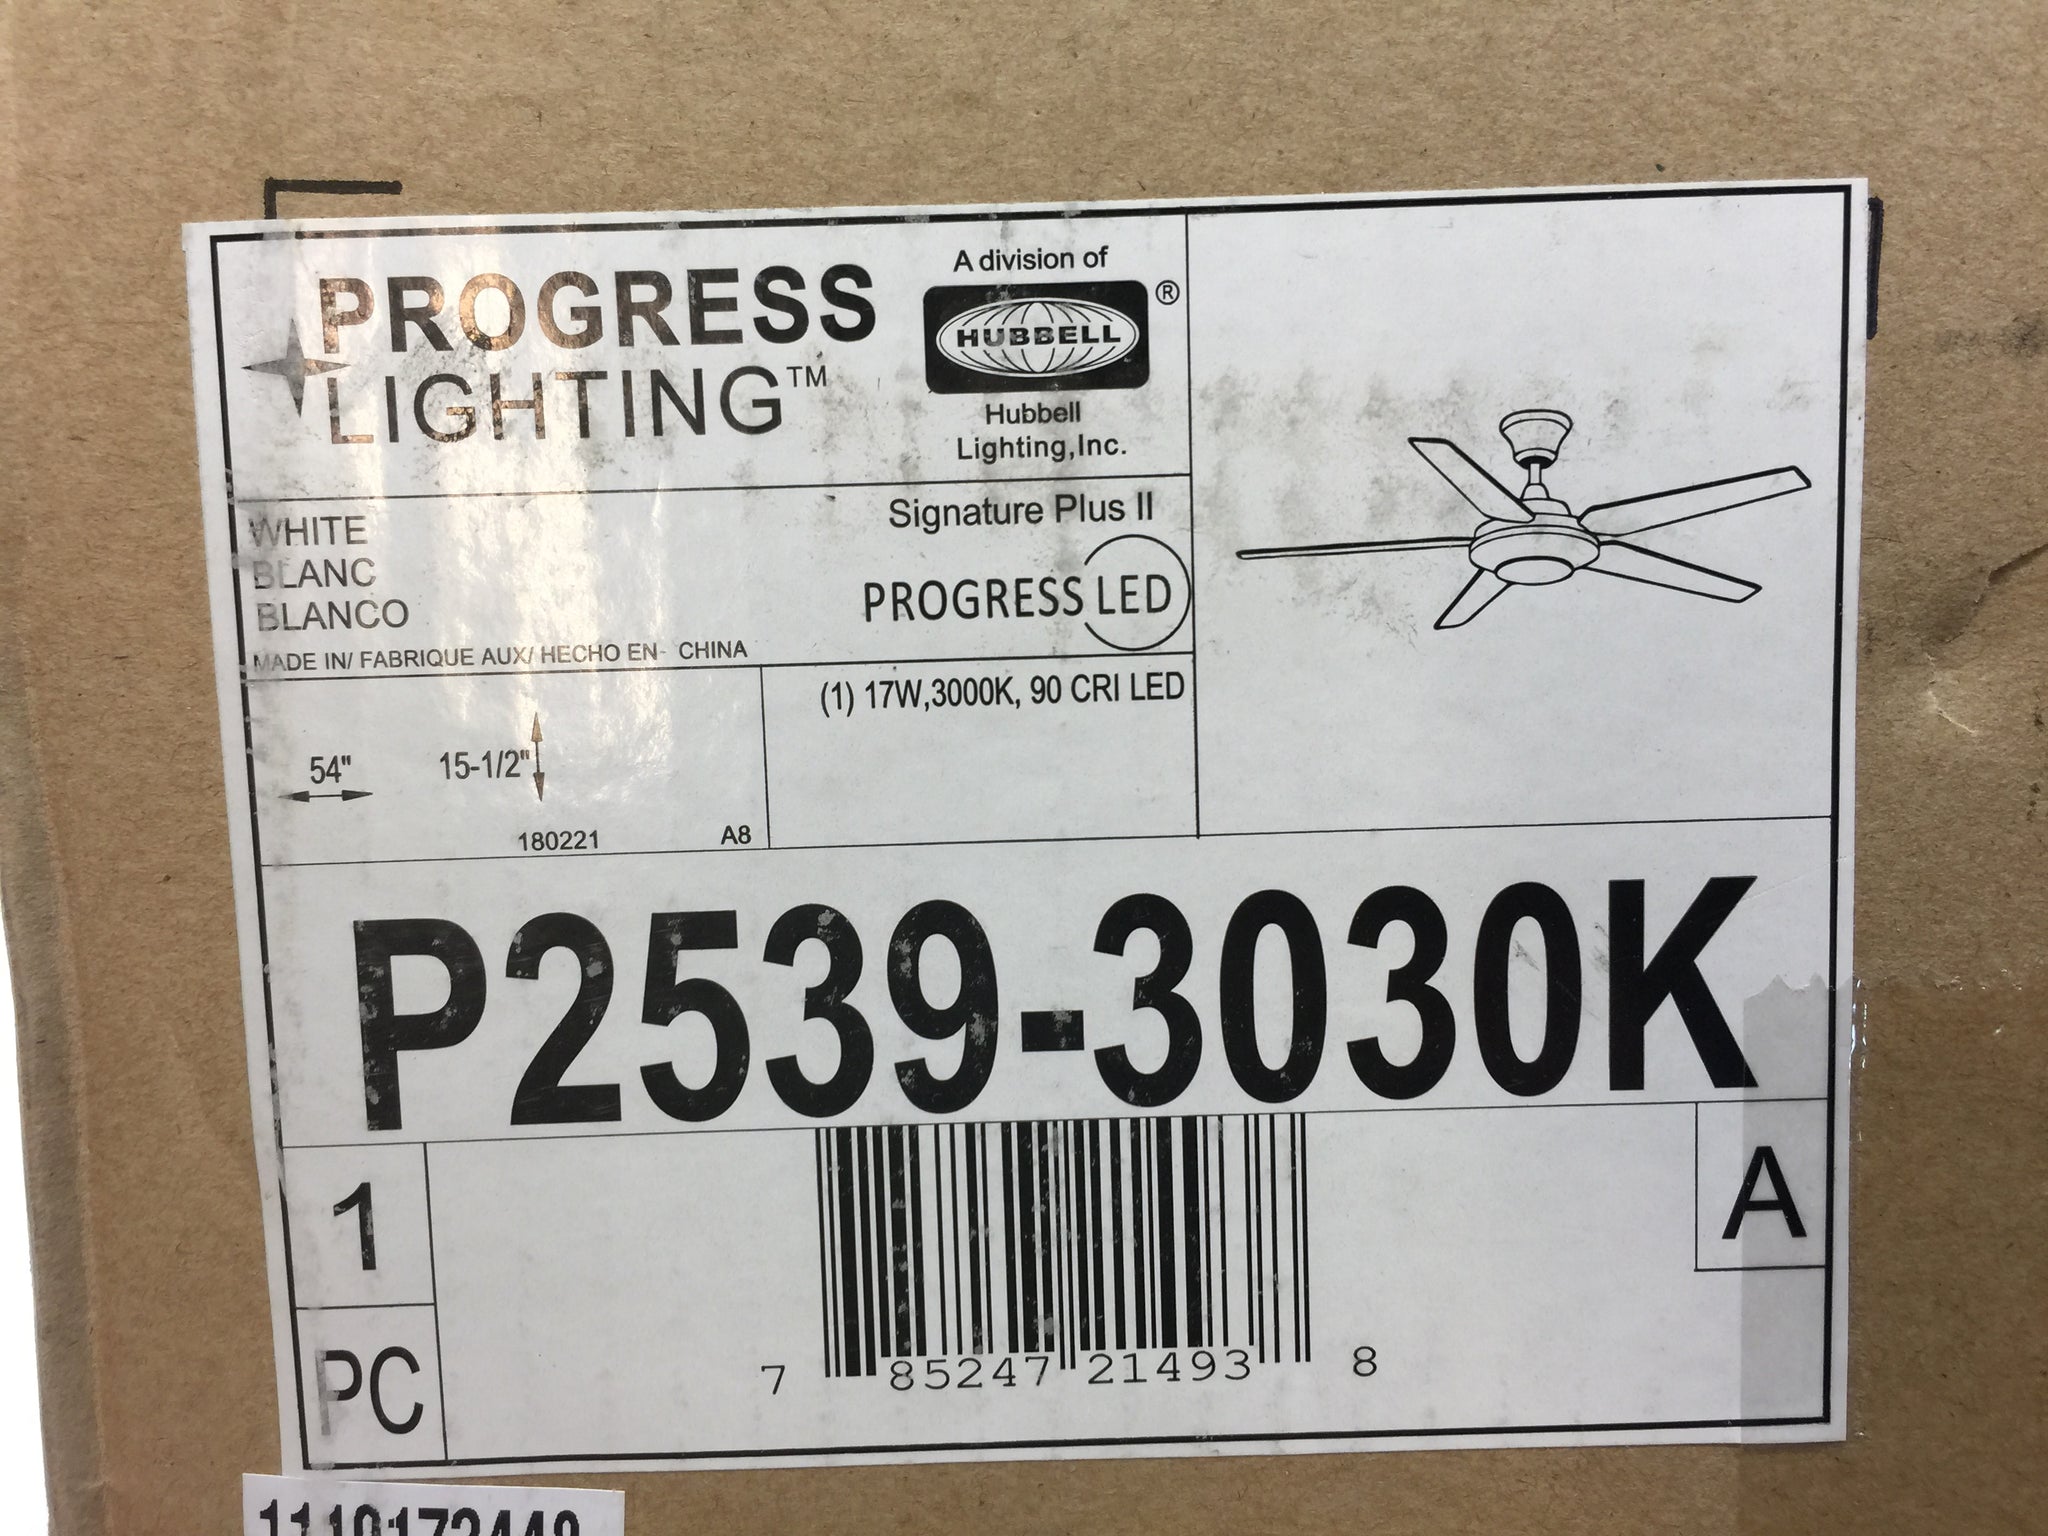 PROGRESS
LIGHTING™
A division of
HUBBELL ®
Hubbell
Lighting,Inc.
WHITE
BLANC
BLANCO
MADE IN/ FABRIQUE AUX/ HECHO EN- CHINA
Signature Plus II
PROGRESS LED
54"
15-1/2"
180221 A8
(1) 17W,3000K, 90 CRI LED
P2539-3030K
1
PC
A
7 85247 21493 8